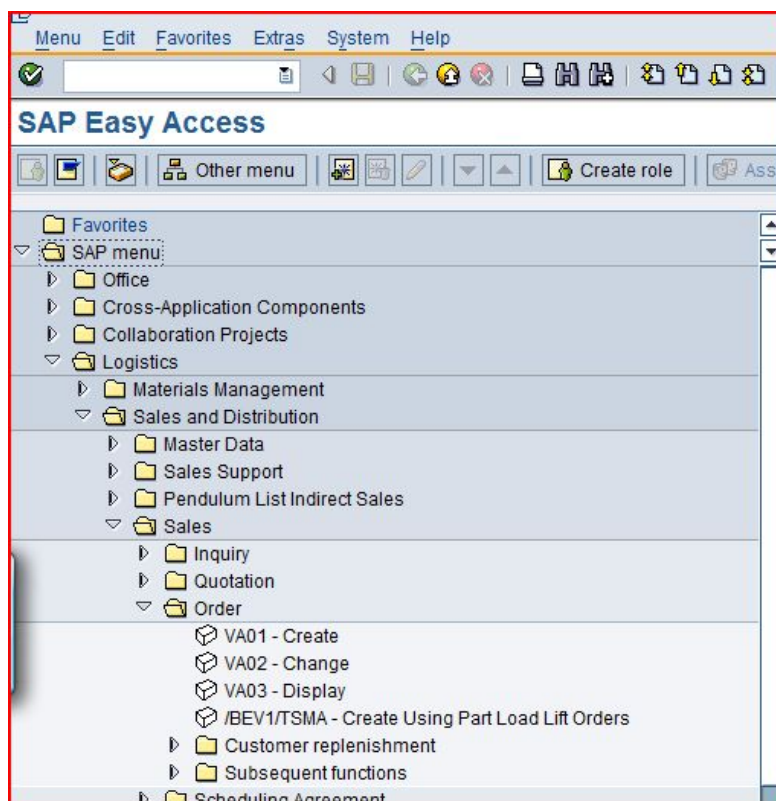 Menu Edit Favorites Extras System Help
SAP Easy Access
Other menu Create role Ass
Favorites
SAP menu
Office
Cross-Application Components
Collaboration Projects
Logistics
Materials Management
Sales and Distribution
Master Data
Sales Support
Pendulum List Indirect Sales
Sales
Inquiry
Quotation
Order
VA01 - Create
VA02 - Change
VA03 - Display
/BEV1/TSMA - Create Using Part Load Lift Orders
Customer replenishment
Subsequent functions
Scheduling Agreement